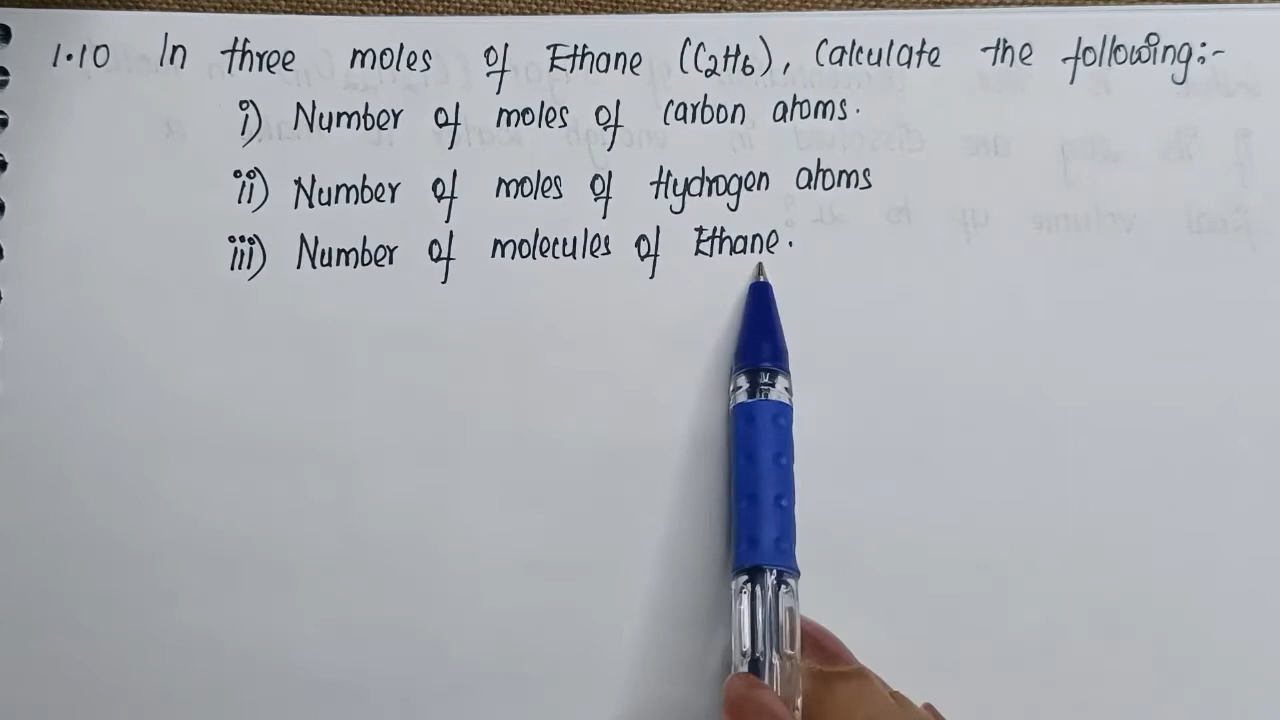 1.10 In three moles of Ethane (C₂H₆), Calculate the following:-
i) Number of moles of carbon atoms.
ii) Number of moles of Hydrogen atoms
iii) Number of molecules of Ethane.